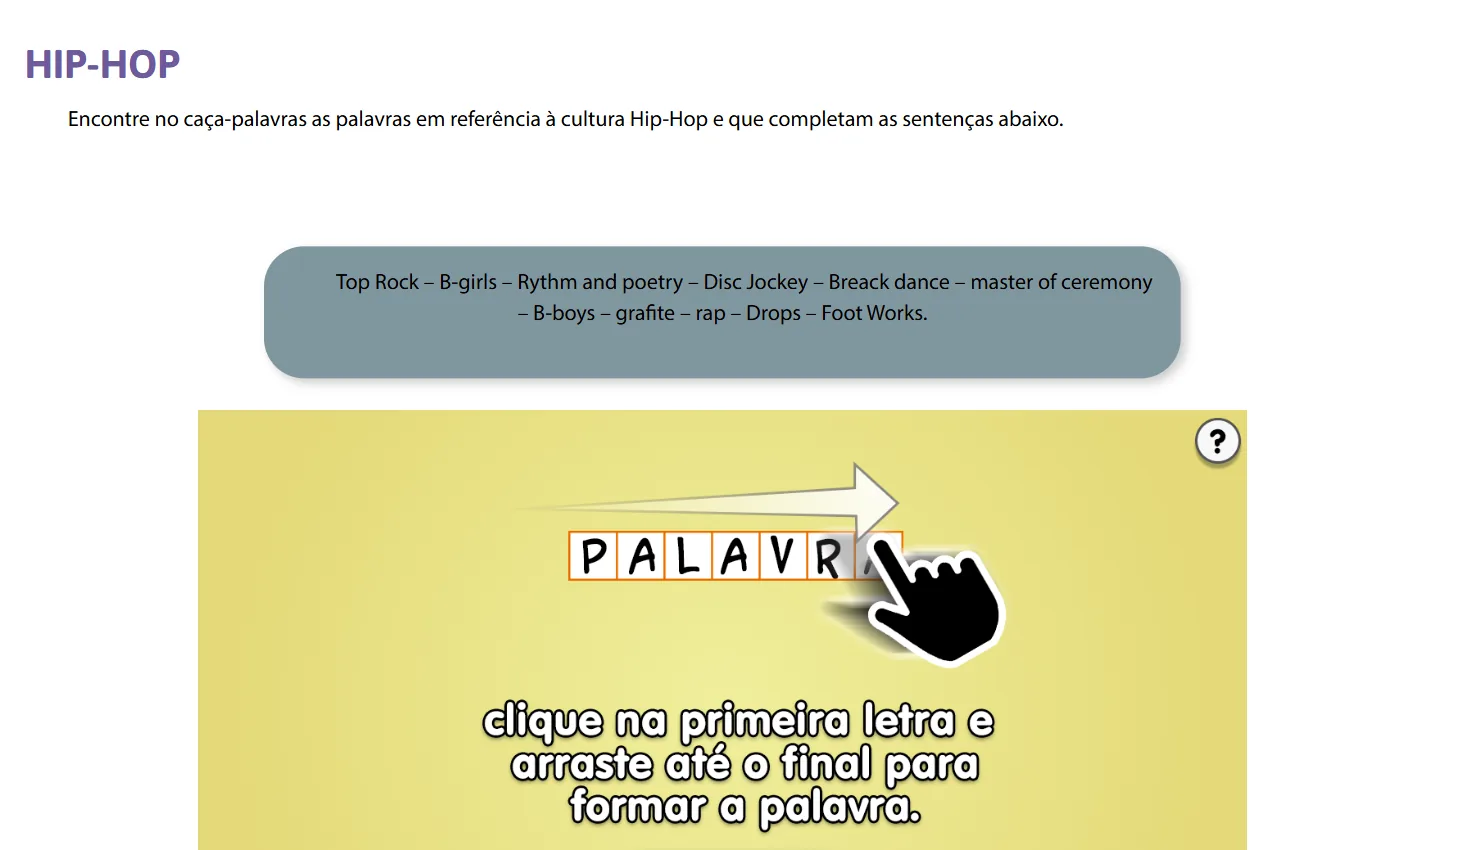 HIP-HOP
Encontre no caça-palavras as palavras em referência à cultura Hip-Hop e que completam as sentenças abaixo.
Top Rock – B-girls – Rythm and poetry – Disc Jockey – Breack dance – master of ceremony
– B-boys – grafite – rap – Drops – Foot Works.
?
PALAVRA
clique na primeira letra e
arraste até o final para
formar a palavra.